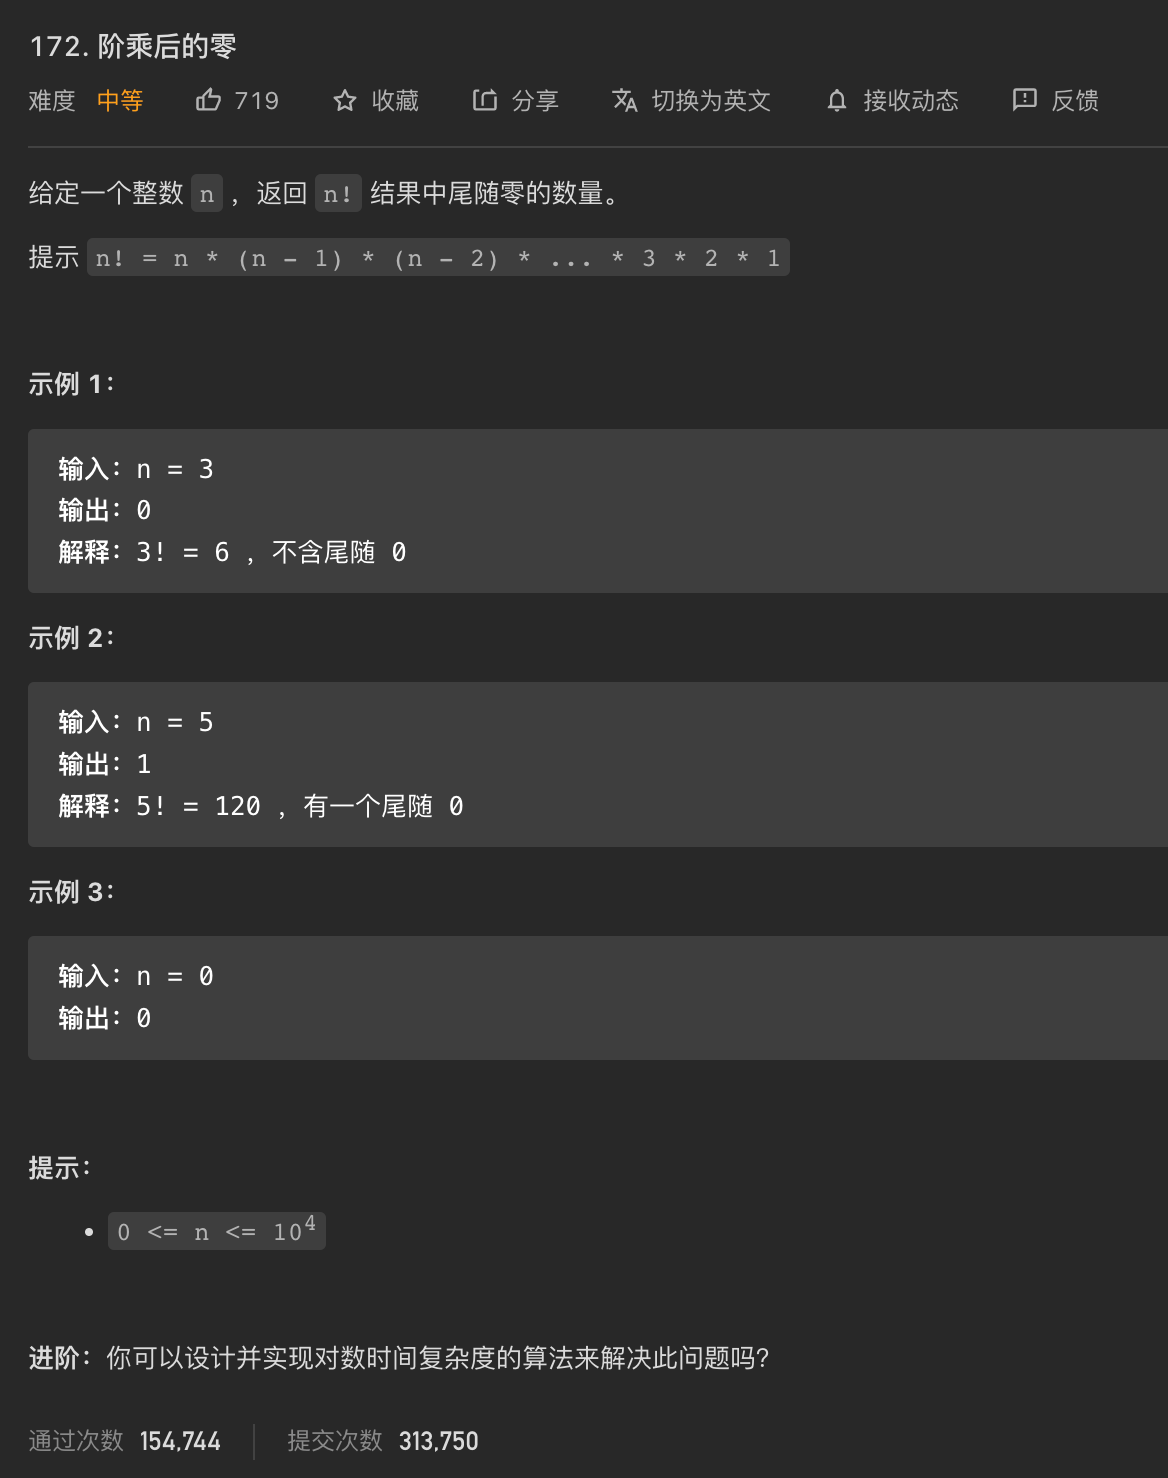 172. 阶乘后的零
难度 中等 719 收藏 分享 切换为英文 接收动态 反馈
给定一个整数 n ，返回 n! 结果中尾随零的数量。
提示 n! = n * (n - 1) * (n - 2) * ... * 3 * 2 * 1
示例 1：
输入：n = 3
输出：0
解释：3! = 6 ，不含尾随 0
示例 2：
输入：n = 5
输出：1
解释：5! = 120 ，有一个尾随 0
示例 3：
输入：n = 0
输出：0
提示：
• 0 <= n <= 10⁴
进阶：你可以设计并实现对数时间复杂度的算法来解决此问题吗?
通过次数 154,744 提交次数 313,750